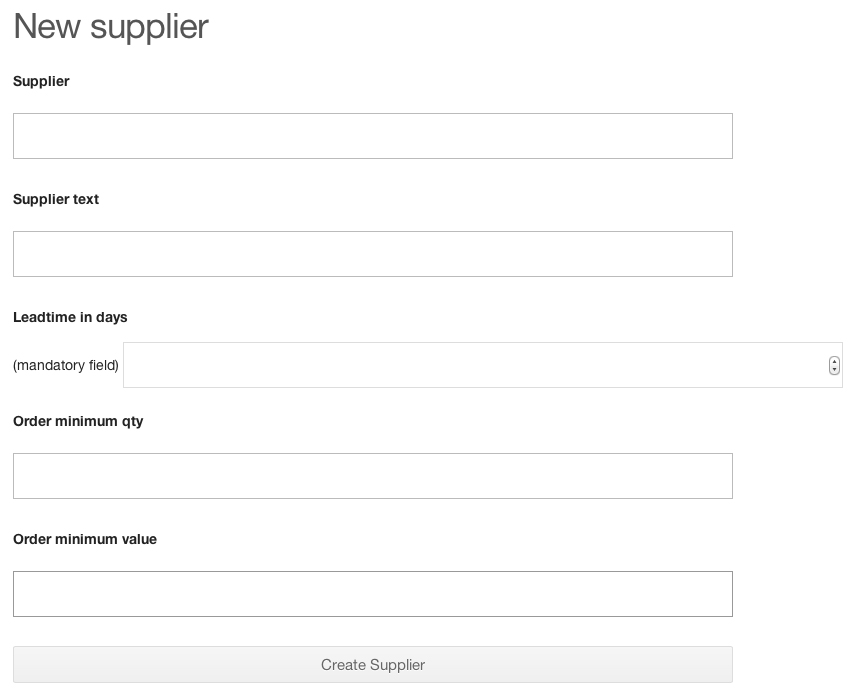 New supplier
Supplier
Supplier text
Leadtime in days
(mandatory field)
Order minimum qty
Order minimum value
Create Supplier